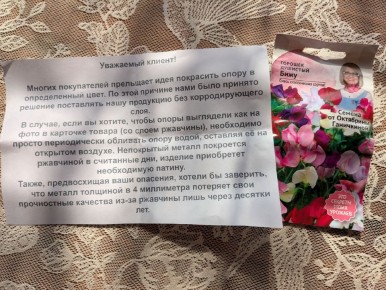 Уважаемый клиент!
Многих покупателей прельщает идея покрасить опору в
определенный цвет. По этой причине нами было принято
решение поставлять нашу продукцию без корродирующего
слоя.
В случае, если вы хотите, чтобы опоры выглядели как на
фото в карточке товара (со слоем ржавчины), необходимо
просто периодически обливать опору водой, оставляя её на
открытом воздухе. Непокрытый металл покроется
ржавчиной в считанные дни, изделие приобретет
необходимую патину.
Также, предвосхищая ваши опасения, хотели бы заверить,
что металл толщиной в 4 миллиметра потеряет свои
прочностные качества из-за ржавчины лишь через десятки
лет.
ГОРОШЕК
ДУШИСТЫЙ
Бижу
Семена
от Октябрины
Ганичкиной